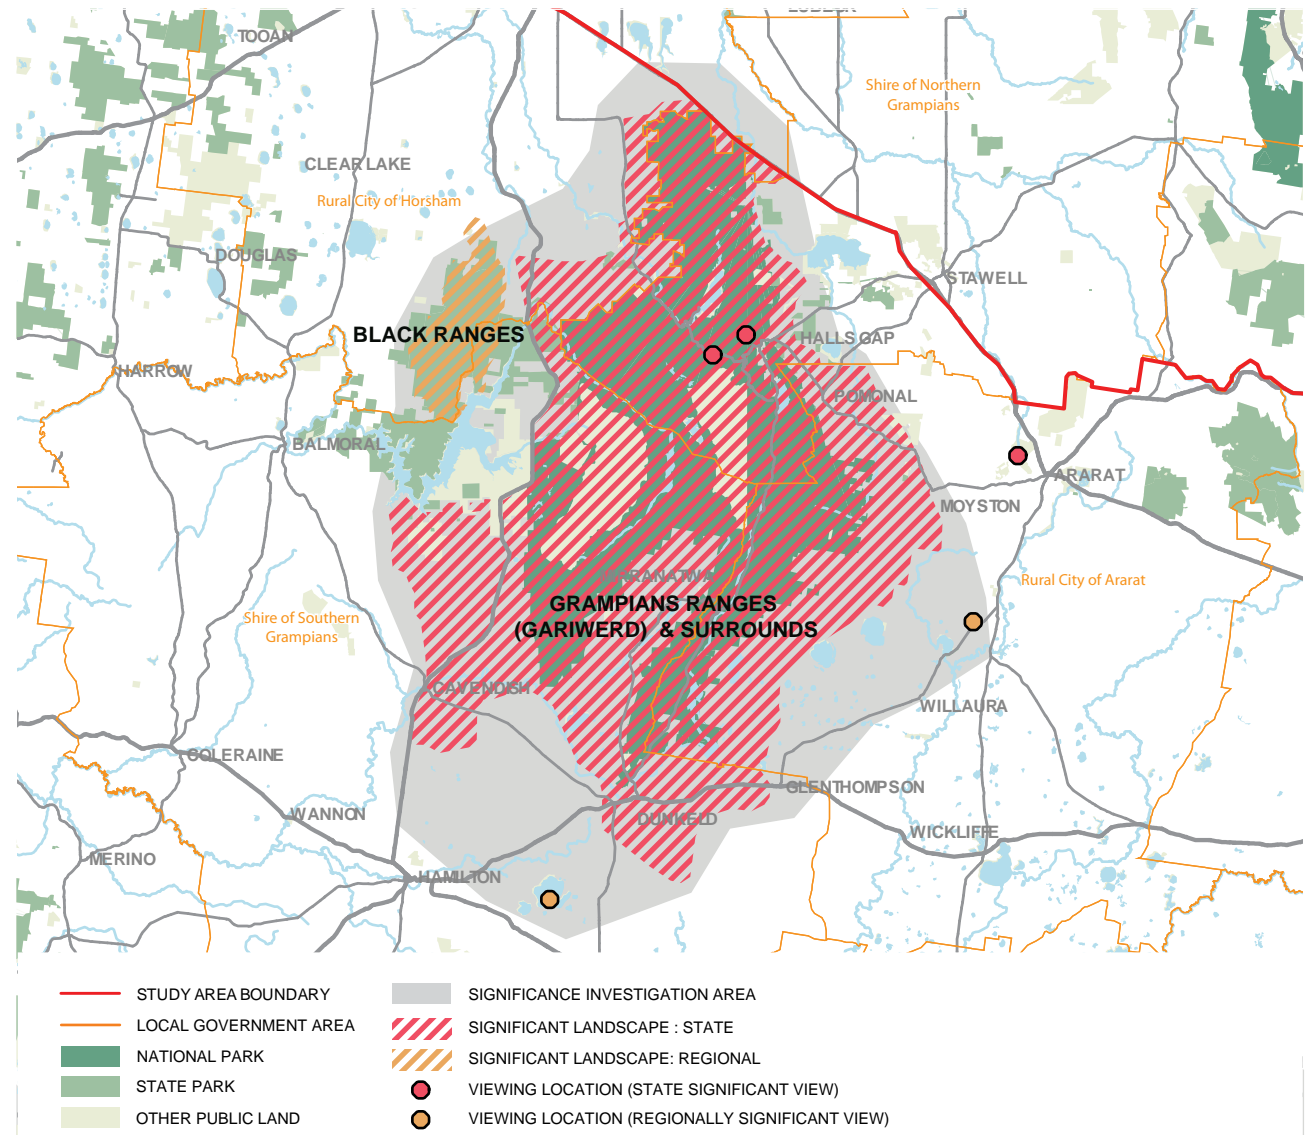 TOOAN
Shire of Northern
Grampians
CLEAR LAKE
Rural City of Horsham
DOUGLAS
STAWELL
BLACK RANGES
HALLS GAP
HARROW
POMONAL
BALMORAL
ARARAT
MOYSTON
Rural City of Ararat
GRAMPIANS RANGES
(GARIWERD) & SURROUNDS
Shire of Southern
Grampians
CAVENDISH
WILLAURA
COLERAINE
GLENTHOMPSON
WANNON
DUNKELD
WICKLIFFE
MERINO
HAMILTON
STUDY AREA BOUNDARY
LOCAL GOVERNMENT AREA
NATIONAL PARK
STATE PARK
OTHER PUBLIC LAND
SIGNIFICANCE INVESTIGATION AREA
SIGNIFICANT LANDSCAPE : STATE
SIGNIFICANT LANDSCAPE: REGIONAL
VIEWING LOCATION (STATE SIGNIFICANT VIEW)
VIEWING LOCATION (REGIONALLY SIGNIFICANT VIEW)